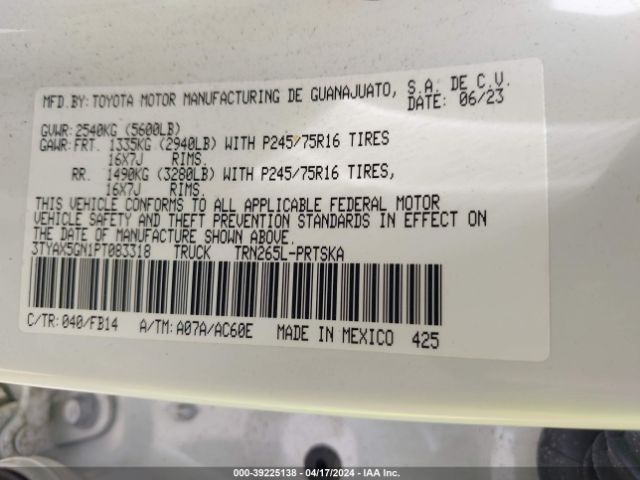 MFD.BY:TOYOTA MOTOR MANUFACTURING DE GUANAJUATO, S.A. DE C.V.
DATE: 06/23
GVWR:2540KG (5600LB)
GAWR:FRT. 1335KG (2940LB) WITH P245/75R16 TIRES
16X7J RIMS.
RR. 1490KG (3280LB) WITH P245/75R16 TIRES,
16X7J RIMS.
THIS VEHICLE CONFORMS TO ALL APPLICABLE FEDERAL MOTOR
VEHICLE SAFETY AND THEFT PREVENTION STANDARDS IN EFFECT ON
THE DATE OF MANUFACTURE SHOWN ABOVE.
3TYAX5GN1PT083318 TRUCK TRN265L-PRTSKA
C/TR:040/FB14 A/TM:A07A/AC60E MADE IN MEXICO 425
000-39225138 - 04/17/2024 - IAA Inc.